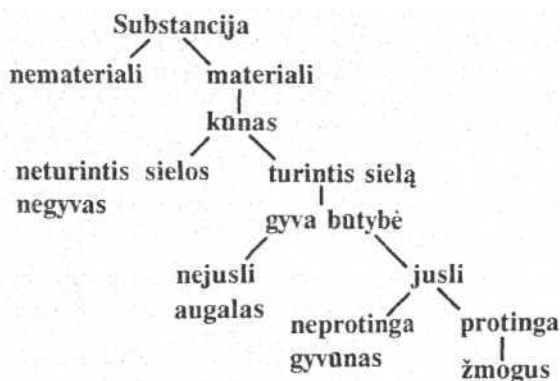 Substancija
nemateriali materiali
kūnas
neturintis sielos turintis sielą
negyvas
gyva būtybė
nejusli jusli
augalas
neprotinga protinga
gyvūnas
žmogus